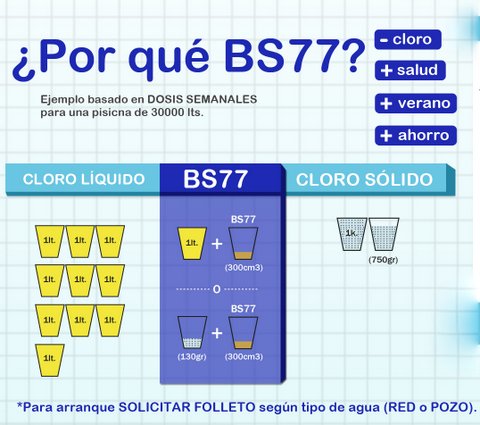 ¿Por qué BS77?
- cloro
+ salud
+ verano
+ ahorro
Ejemplo basado en DOSIS SEMANALES
para una pisicna de 30000 lts.
CLORO LÍQUIDO
BS77
CLORO SÓLIDO
1lt. 1lt. 1lt.
1lt. 1lt. 1lt.
1lt. 1lt. 1lt.
1lt.
BS77
1lt. +
(300cm3)
O
BS77
+
(130gr) (300cm3)
1k.
(750gr)
*Para arranque SOLICITAR FOLLETO según tipo de agua (RED o POZO).